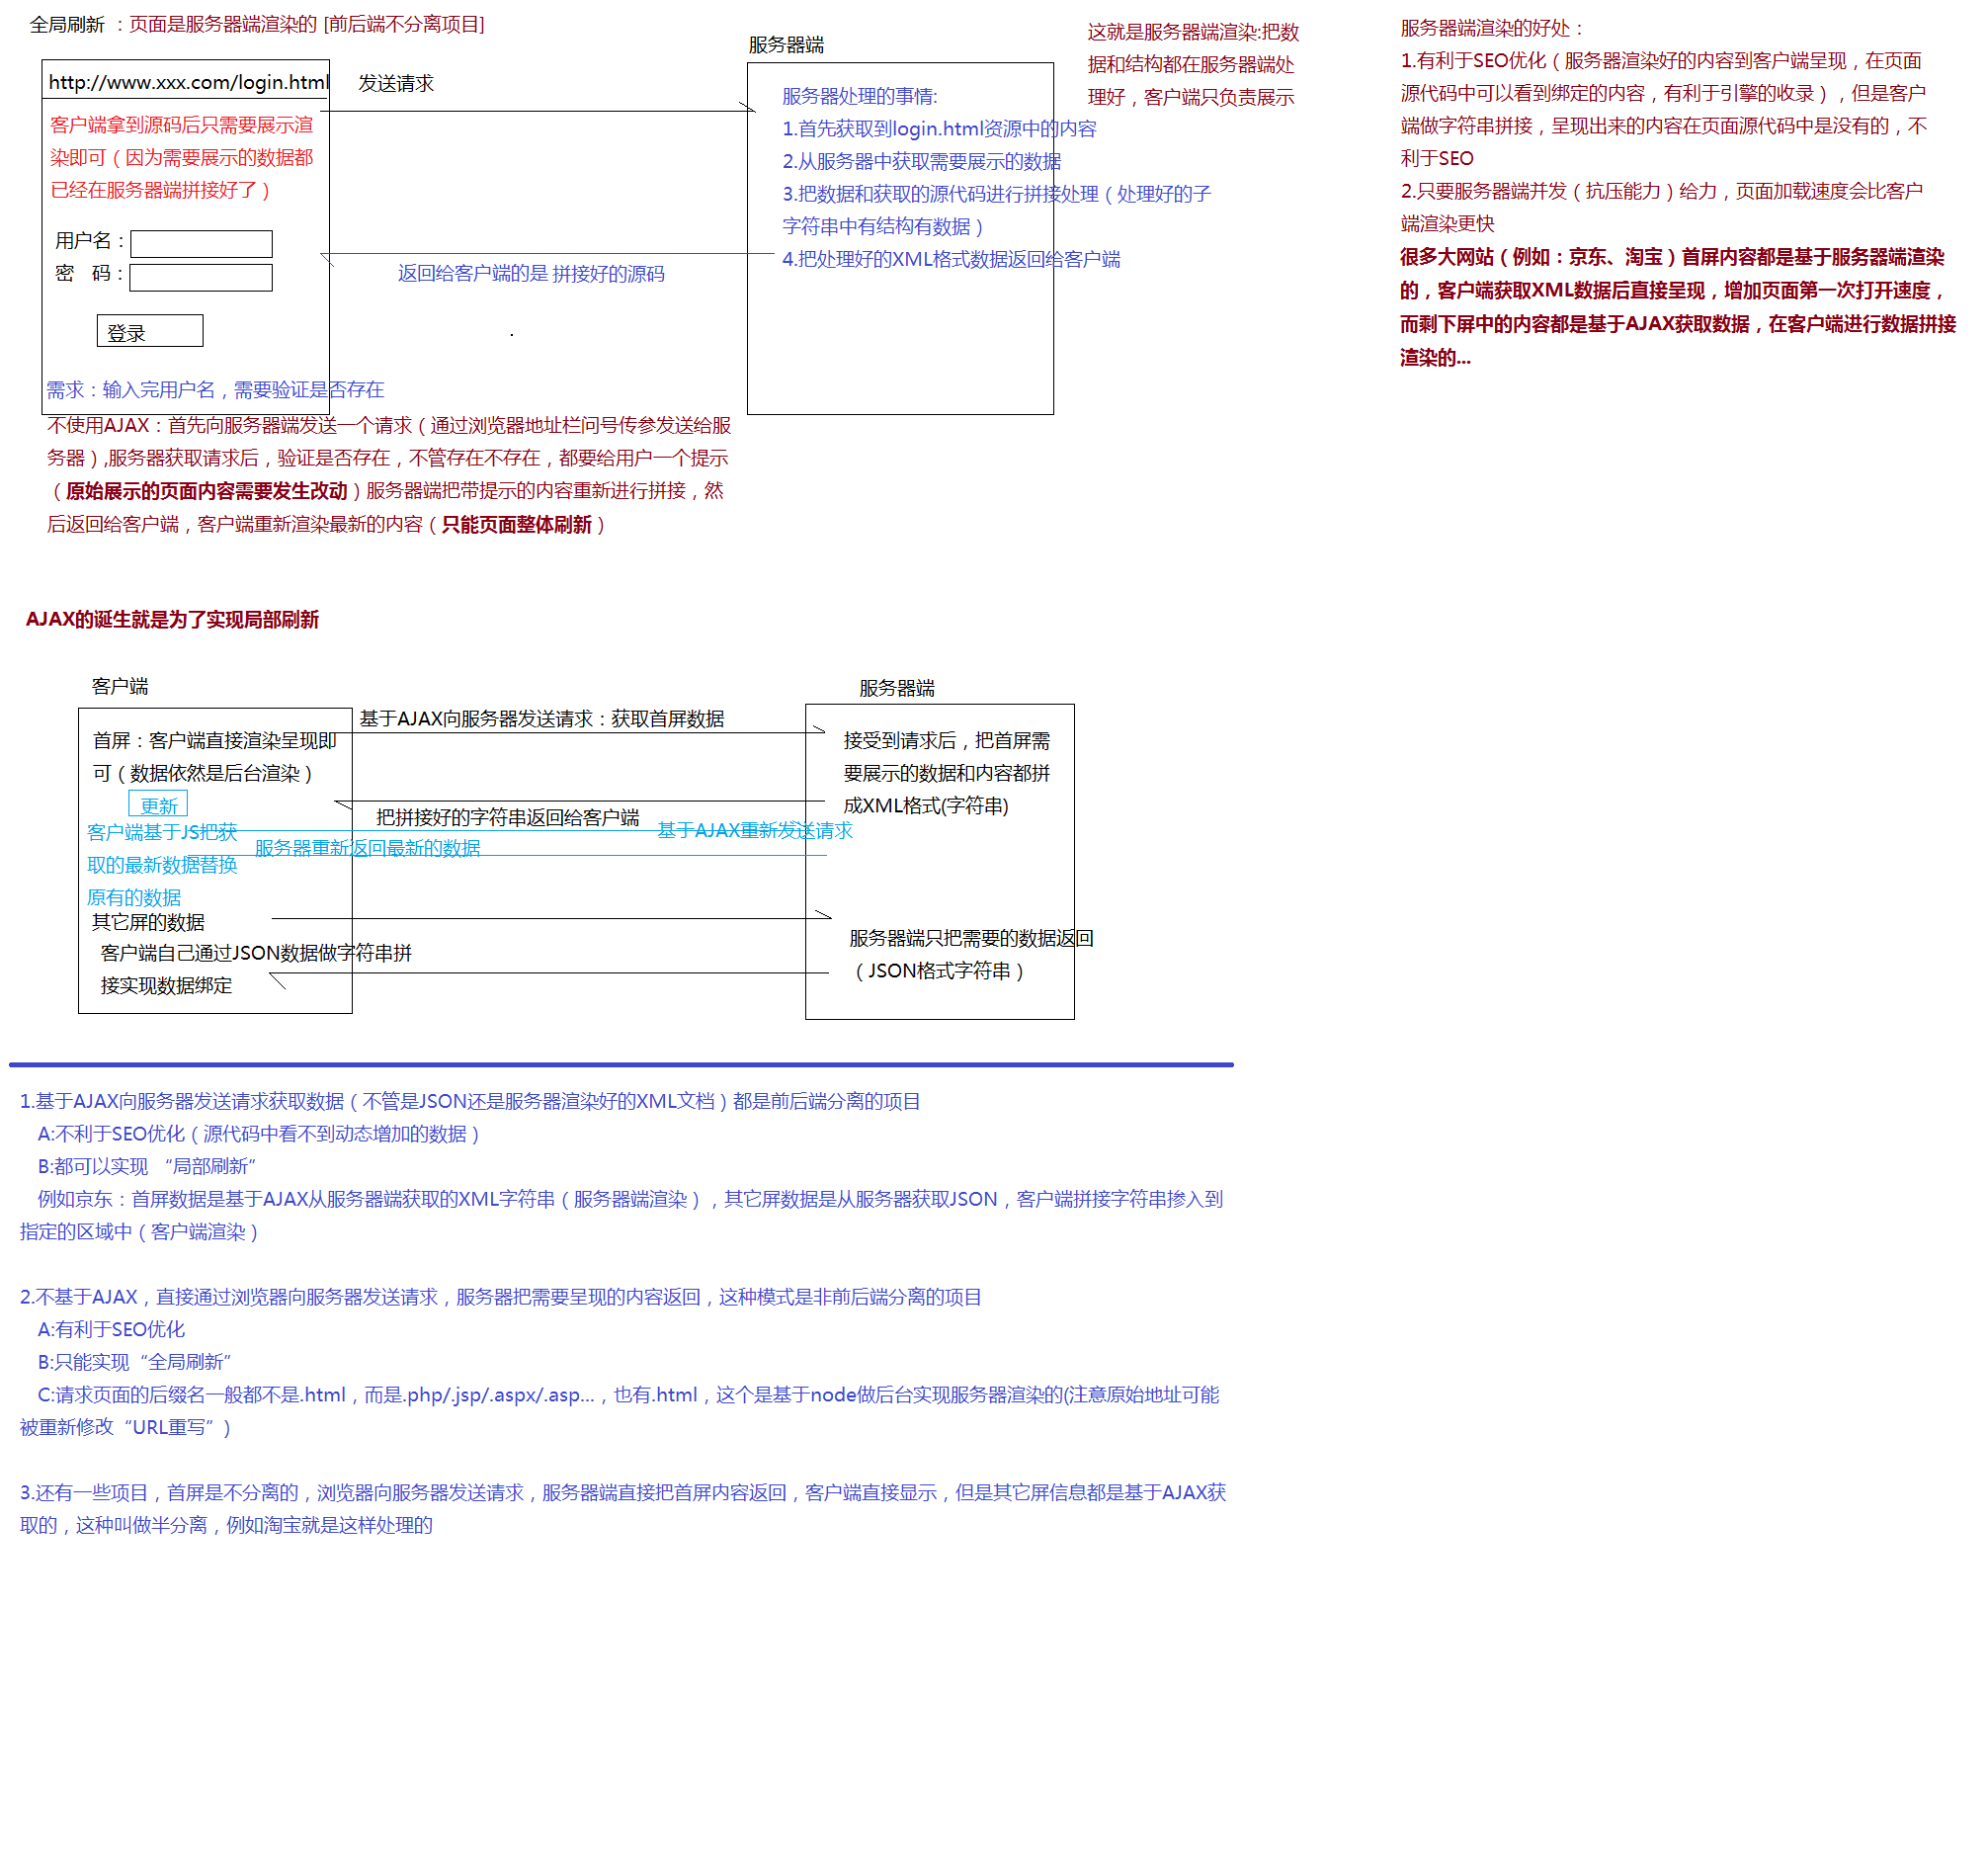 全局刷新 ：页面是服务器端渲染的 [前后端不分离项目]
http://www.xxx.com/login.html
客户端拿到源码后只需要展示渲
染即可（因为需要展示的数据都
已经在服务器端拼接好了）
用户名：
密 码：
登录
需求：输入完用户名，需要验证是否存在
发送请求
返回给客户端的是 拼接好的源码
服务器端
服务器处理的事情:
1.首先获取到login.html资源中的内容
2.从服务器中获取需要展示的数据
3.把数据和获取的源代码进行拼接处理（处理好的子
字符串中有结构有数据）
4.把处理好的XML格式数据返回给客户端
这就是服务器端渲染:把数
据和结构都在服务器端处
理好，客户端只负责展示
服务器端渲染的好处：
1.有利于SEO优化（服务器渲染好的内容到客户端呈现，在页面
源代码中可以看到绑定的内容，有利于引擎的收录），但是客户
端做字符串拼接，呈现出来的内容在页面源代码中是没有的，不
利于SEO
2.只要服务器端并发（抗压能力）给力，页面加载速度会比客户
端渲染更快
很多大网站（例如：京东、淘宝）首屏内容都是基于服务器端渲染
的，客户端获取XML数据后直接呈现，增加页面第一次打开速度，
而剩下屏中的内容都是基于AJAX获取数据，在客户端进行数据拼接
渲染的...
不使用AJAX：首先向服务器端发送一个请求（通过浏览器地址栏问号传参发送给服
务器）,服务器获取请求后，验证是否存在，不管存在不存在，都要给用户一个提示
（原始展示的页面内容需要发生改动）服务器端把带提示的内容重新进行拼接，然
后返回给客户端，客户端重新渲染最新的内容（只能页面整体刷新）
AJAX的诞生就是为了实现局部刷新
客户端
首屏：客户端直接渲染呈现即
可（数据依然是后台渲染）
更新
客户端基于JS把获
取的最新数据替换
原有的数据
其它屏的数据
客户端自己通过JSON数据做字符串拼
接实现数据绑定
基于AJAX向服务器发送请求：获取首屏数据
把拼接好的字符串返回给客户端
基于AJAX重新发送请求
服务器重新返回最新的数据
服务器端
接受到请求后，把首屏需
要展示的数据和内容都拼
成XML格式(字符串)
服务器端只把需要的数据返回
（JSON格式字符串）
1.基于AJAX向服务器发送请求获取数据（不管是JSON还是服务器渲染好的XML文档）都是前后端分离的项目
A:不利于SEO优化（源代码中看不到动态增加的数据）
B:都可以实现 “局部刷新”
例如京东：首屏数据是基于AJAX从服务器端获取的XML字符串（服务器端渲染），其它屏数据是从服务器获取JSON，客户端拼接字符串掺入到
指定的区域中（客户端渲染）
2.不基于AJAX，直接通过浏览器向服务器发送请求，服务器把需要呈现的内容返回，这种模式是非前后端分离的项目
A:有利于SEO优化
B:只能实现“全局刷新”
C:请求页面的后缀名一般都不是.html，而是.php/.jsp/.aspx/.asp...，也有.html，这个是基于node做后台实现服务器渲染的(注意原始地址可能
被重新修改“URL重写”)
3.还有一些项目，首屏是不分离的，浏览器向服务器发送请求，服务器端直接把首屏内容返回，客户端直接显示，但是其它屏信息都是基于AJAX获
取的，这种叫做半分离，例如淘宝就是这样处理的